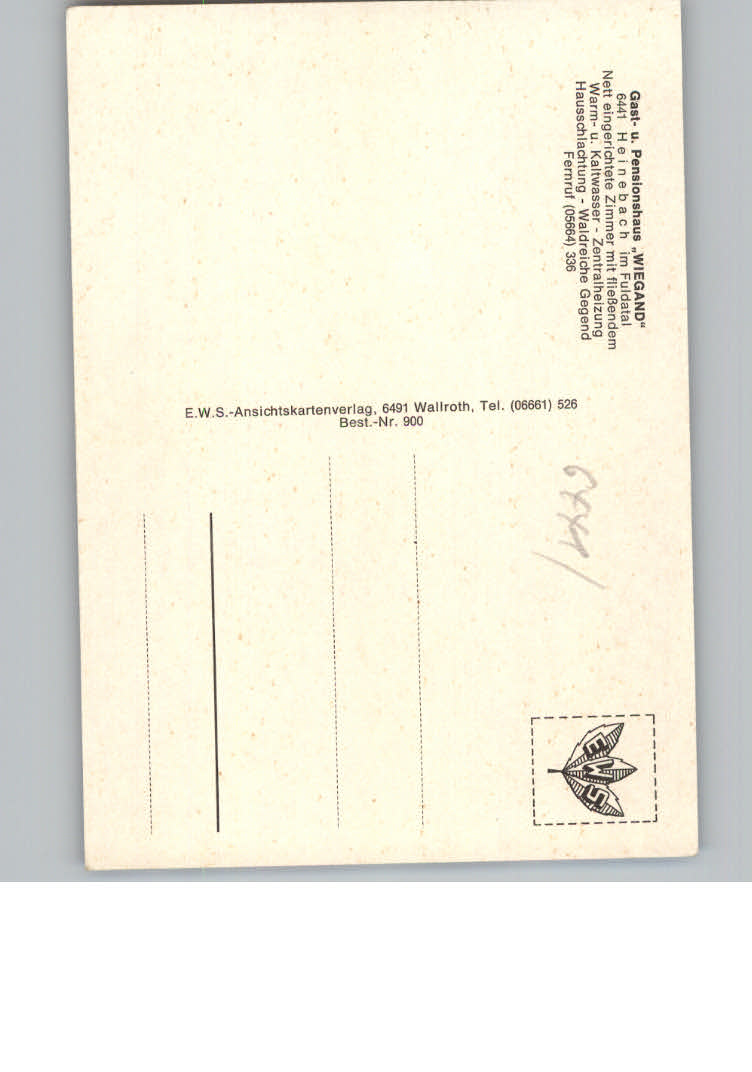 Gast- u. Pensionshaus „WIEGAND“
6441 Heinebach im Fuldatal
Nett eingerichtete Zimmer mit fließendem
Warm- u. Kaltwasser - Zentralheizung
Hausschlachtung - Waldreiche Gegend
Fernruf (05664) 336
E.W.S.-Ansichtskartenverlag, 6491 Wallroth, Tel. (06661) 526
Best.-Nr. 900
EWS